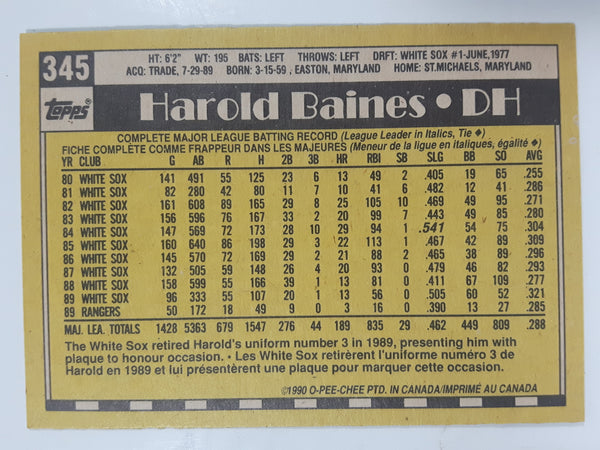 345
HT: 6'2" WT: 195 BATS: LEFT THROWS: LEFT DRFT: WHITE SOX #1-JUNE,1977
ACQ: TRADE, 7-29-89 BORN: 3-15-59, EASTON, MARYLAND HOME: ST.MICHAELS, MARYLAND
Topps
Harold Baines • DH
COMPLETE MAJOR LEAGUE BATTING RECORD (League Leader in Italics, Tie ◆)
FICHE COMPLÈTE COMME FRAPPEUR DANS LES MAJEURES (Meneur de la ligue en italiques, égalité ◆)
YR CLUB G AB R H 2B 3B HR RBI SB SLG BB SO AVG
80 WHITE SOX 141 491 55 125 23 6 13 49 2 .405 19 65 .255
81 WHITE SOX 82 280 42 80 11 7 10 41 6 .482 12 41 .286
82 WHITE SOX 161 608 89 165 29 8 25 105 10 .469 49 95 .271
83 WHITE SOX 156 596 76 167 33 2 20 99 7 .443 49 85 .280
84 WHITE SOX 147 569 72 173 28 10 29 94 1 .541 54 75 .304
85 WHITE SOX 160 640 86 198 29 3 22 113 1 .467 42 89 .309
86 WHITE SOX 145 570 72 169 29 2 21 88 2 .465 38 89 .296
87 WHITE SOX 132 505 59 148 26 4 20 93 0 .479 46 82 .293
88 WHITE SOX 158 599 55 166 39 1 13 81 0 .411 67 109 .277
89 WHITE SOX 96 333 55 107 20 1 13 56 0 .505 60 52 .321
89 RANGERS 50 172 18 49 9 0 3 16 0 .390 13 27 .285
MAJ. LEA. TOTALS 1428 5363 679 1547 276 44 189 835 29 .462 449 809 .288
The White Sox retired Harold's uniform number 3 in 1989, presenting him with
plaque to honour occasion. • Les White Sox retirèrent l'uniforme numéro 3 de
Harold en 1989 et lui présentèrent une plaque pour marquer cette occasion.
©1990 O-PEE-CHEE PTD. IN CANADA/IMPRIMÉ AU CANADA